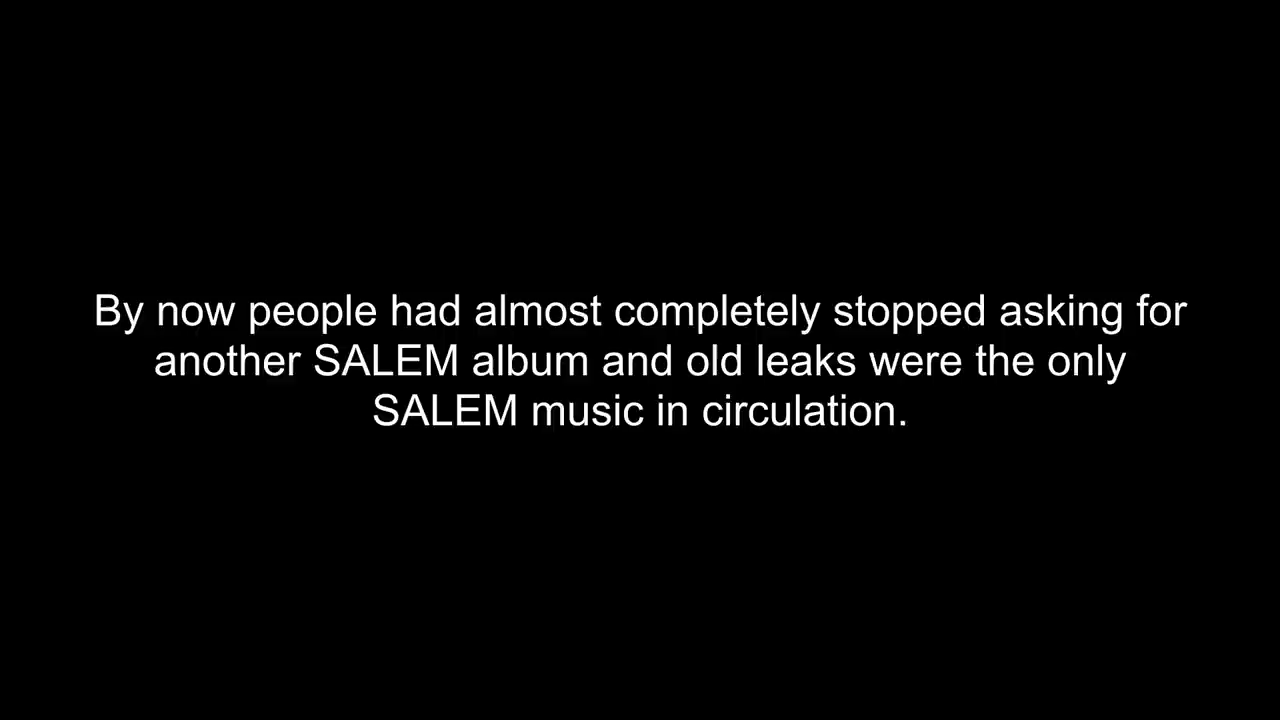 By now people had almost completely stopped asking for
another SALEM album and old leaks were the only
SALEM music in circulation.